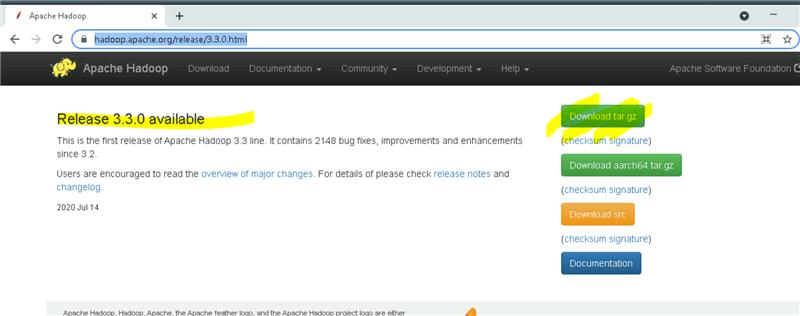 Apache Hadoop
hadoop.apache.org/release/3.3.0.html
Apache Hadoop Download Documentation Community Development Help Apache Software Foundation
Release 3.3.0 available
This is the first release of Apache Hadoop 3.3 line. It contains 2148 bug fixes, improvements and enhancements
since 3.2.
Users are encouraged to read the overview of major changes. For details of please check release notes and
changelog.
2020 Jul 14
Download tar.gz
(checksum signature)
Download aarch64 tar.gz
(checksum signature)
Download src
(checksum signature)
Documentation
Apache Hadoop, Hadoop, Apache, the Apache feather logo, and the Apache Hadoop project logo are either